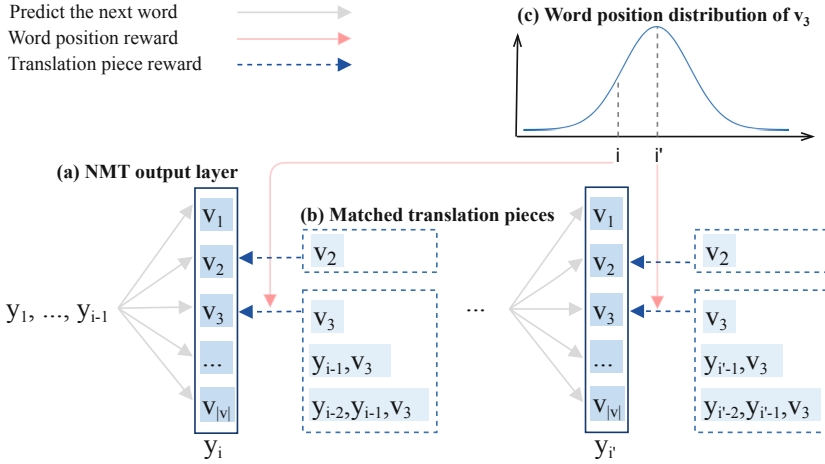 Predict the next word
Word position reward
Translation piece reward
(c) Word position distribution of v3
i
i'
(a) NMT output layer
(b) Matched translation pieces
v1
v2
v3
...
v|v|
yi
y1, ..., yi-1
v2
v3
yi-1,v3
yi-2,yi-1,v3
...
v1
v2
v3
...
v|v|
yi'
v2
v3
yi'-1,v3
yi'-2,yi'-1,v3